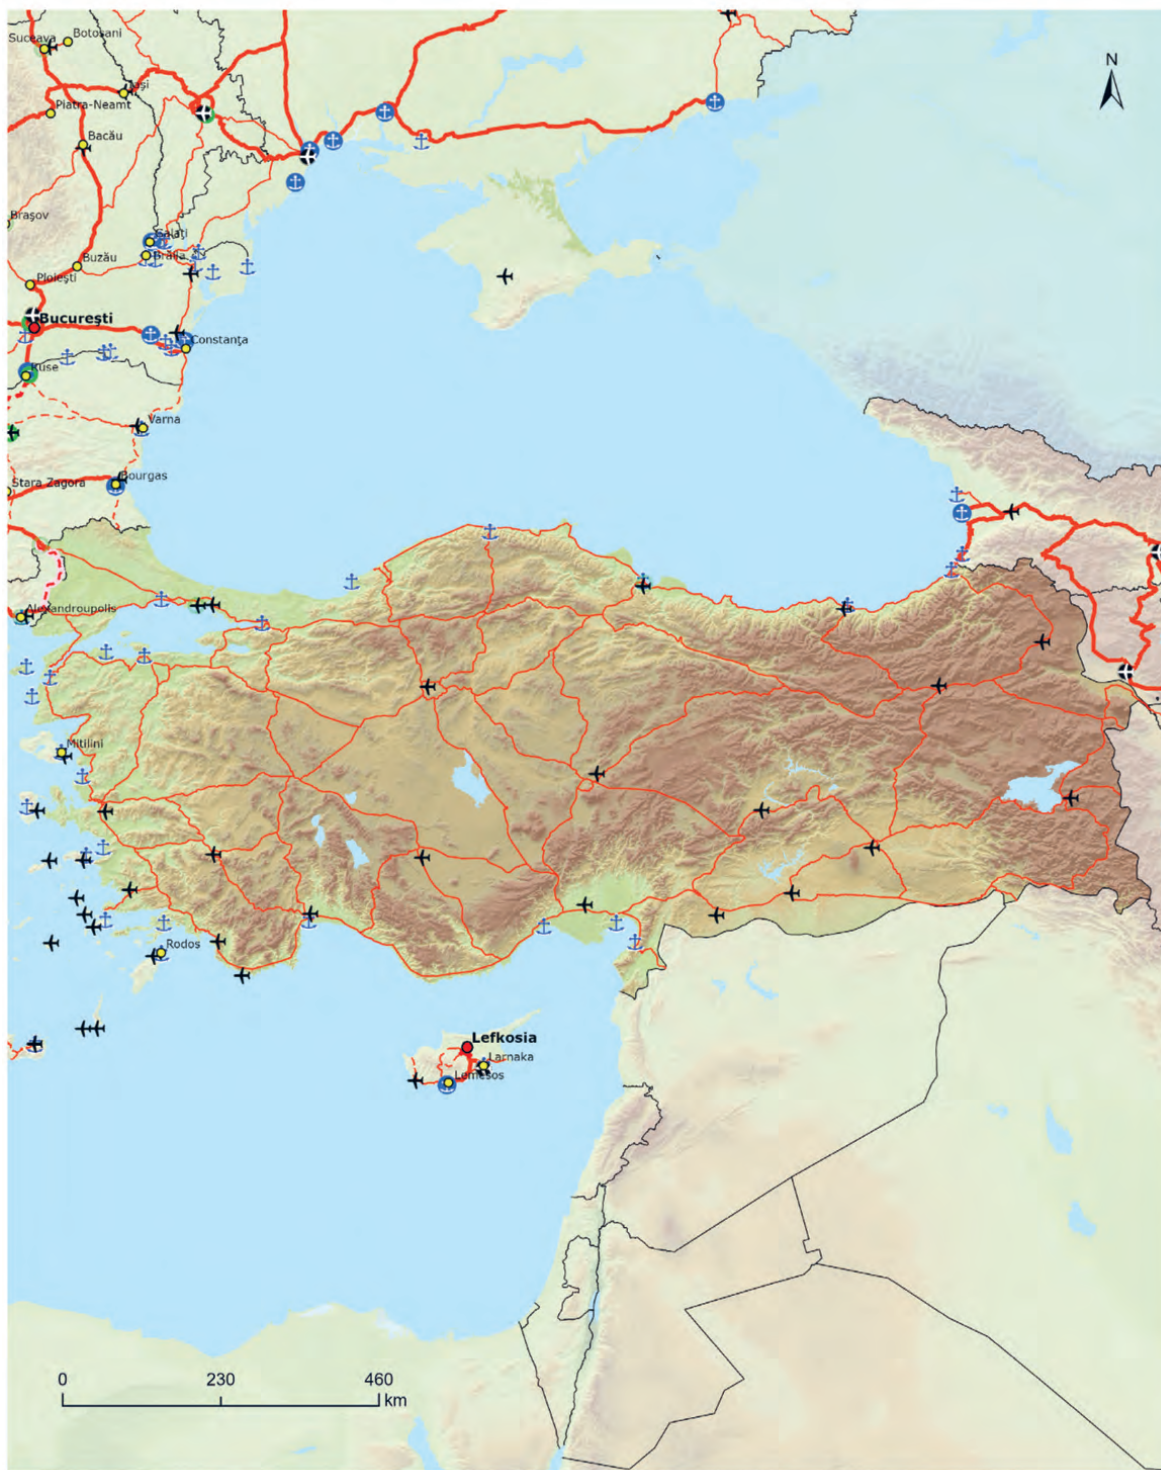 Suceava
Botoșani
N
Iași
Piatra-Neamt
Bacău
Brașov
Galați
Brăila
Buzău
Ploiești
București
Constanța
Ruse
Varna
Bourgas
Stara Zagora
Alexandroupolis
Mitilini
Rodos
Lefkosia
Larnaka
Lemesos
0 230 460
km